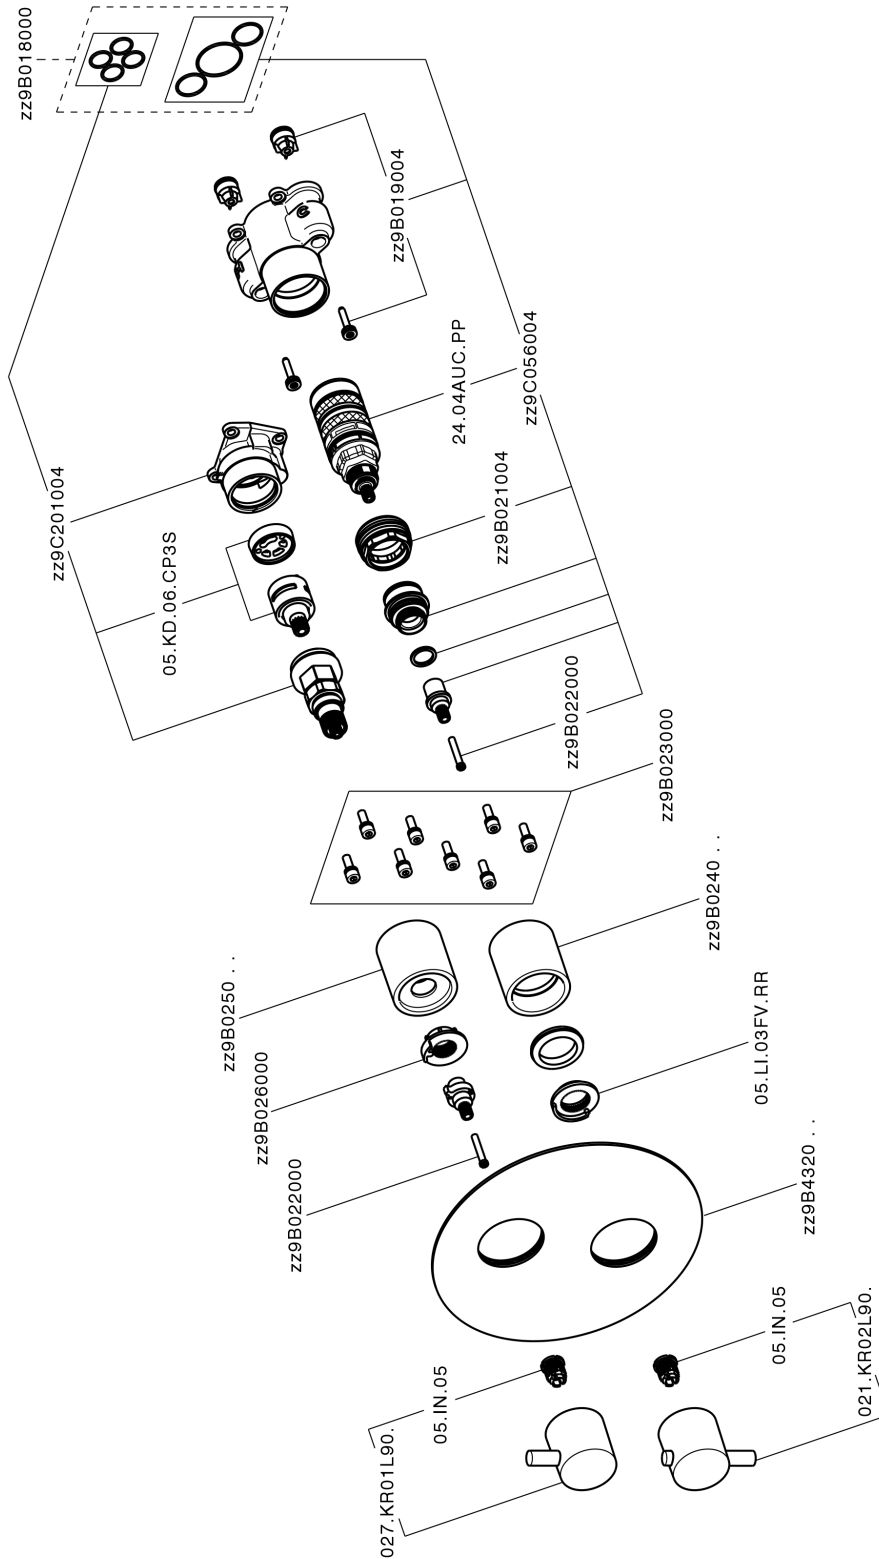 zz9B018000
zz9B019004
24.04AUC.PP
zz9C056004
zz9C201004
05.KD.06.CP3S
zz9B021004
zz9B022000
zz9B023000
zz9B0240 . .
zz9B0250 . .
05.LI.03FV.RR
zz9B026000
zz9B022000
zz9B4320 . .
05.IN.05
05.IN.05
021.KR02L90.
027.KR01L90.